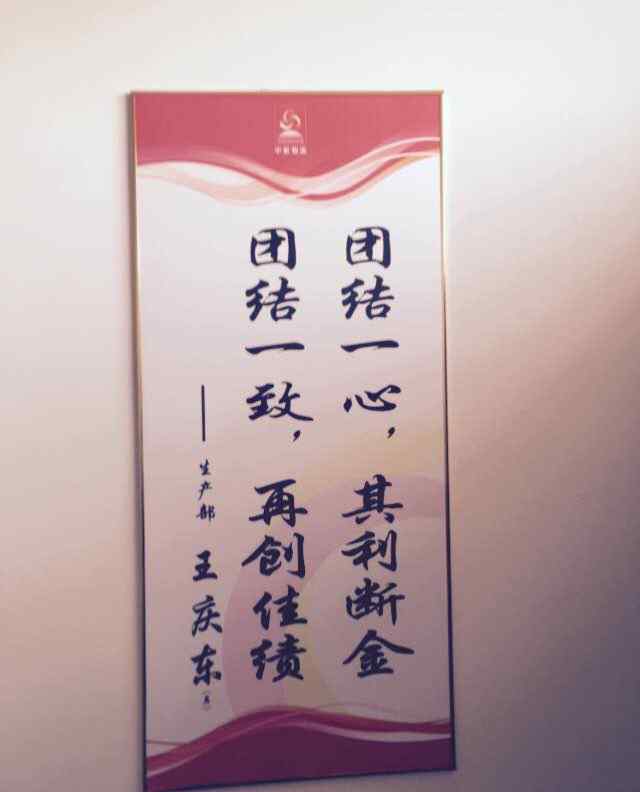 团结一心，其利断金
团结一致，再创佳绩
——生产部 王庆东